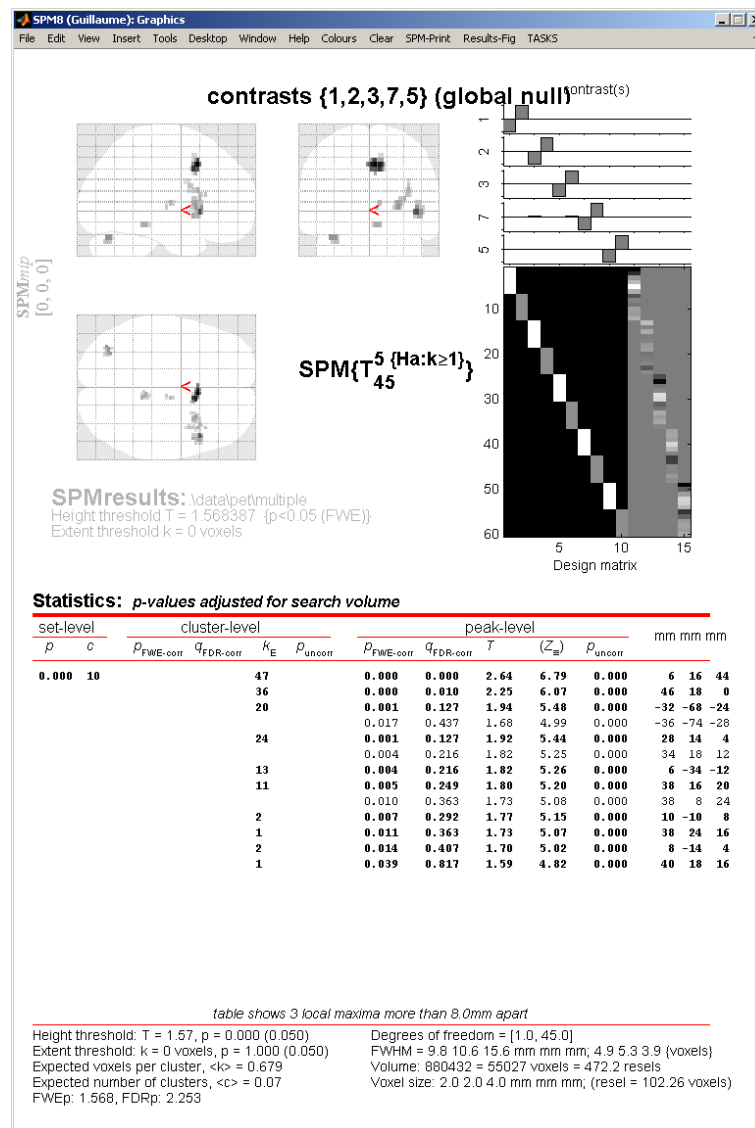 SPM8 (Guillaume): Graphics
File Edit View Insert Tools Desktop Window Help Colours Clear SPM-Print Results-Fig TASKS
contrasts {1,2,3,7,5} (global null)
contrast(s)
1
2
3
7
5
SPMmip
[0, 0, 0]
<
<
<
SPM{T 5 {Ha:k≥1} 45}
10
20
30
40
50
60
5 10 15
Design matrix
SPMresults: .\data\pet\multiple
Height threshold T = 1.568387 {p<0.05 (FWE)}
Extent threshold k = 0 voxels
Statistics: p-values adjusted for search volume
set-level cluster-level peak-level mm mm mm
p c pFWE-corr qFDR-corr kE puncorr pFWE-corr qFDR-corr T (Z≡) puncorr
0.000 10 47 0.000 0.000 2.64 6.79 0.000 6 16 44
36 0.000 0.010 2.25 6.07 0.000 46 18 0
20 0.001 0.127 1.94 5.48 0.000 -32 -68 -24
0.017 0.437 1.68 4.99 0.000 -36 -74 -28
24 0.001 0.127 1.92 5.44 0.000 28 14 4
0.004 0.216 1.82 5.25 0.000 34 18 12
13 0.004 0.216 1.82 5.26 0.000 6 -34 -12
11 0.005 0.249 1.80 5.20 0.000 38 16 20
0.010 0.363 1.73 5.08 0.000 38 8 24
2 0.007 0.292 1.77 5.15 0.000 10 -10 8
1 0.011 0.363 1.73 5.07 0.000 38 24 16
2 0.014 0.407 1.70 5.02 0.000 8 -14 4
1 0.039 0.817 1.59 4.82 0.000 40 18 16
table shows 3 local maxima more than 8.0mm apart
Height threshold: T = 1.57, p = 0.000 (0.050)
Extent threshold: k = 0 voxels, p = 1.000 (0.050)
Expected voxels per cluster, <k> = 0.679
Expected number of clusters, <c> = 0.07
FWEp: 1.568, FDRp: 2.253
Degrees of freedom = [1.0, 45.0]
FWHM = 9.8 10.6 15.6 mm mm mm; 4.9 5.3 3.9 {voxels}
Volume: 880432 = 55027 voxels = 472.2 resels
Voxel size: 2.0 2.0 4.0 mm mm mm; (resel = 102.26 voxels)